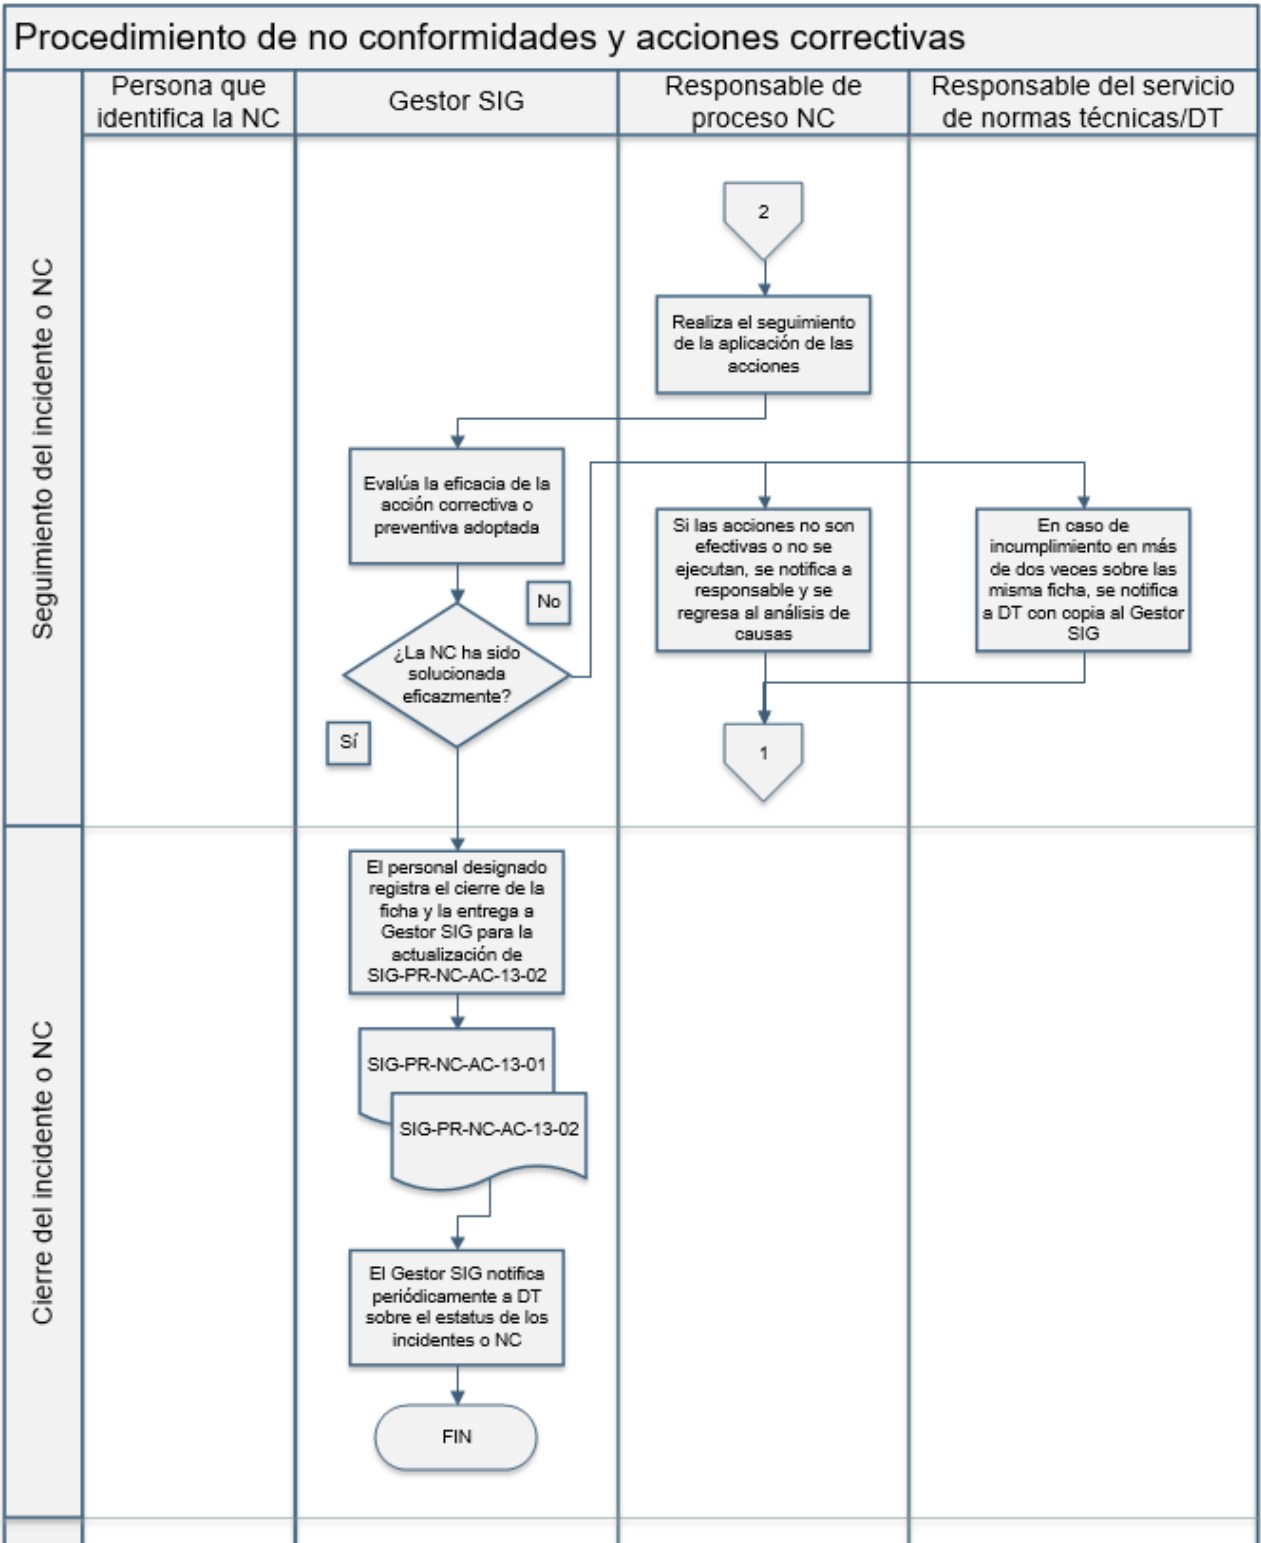 Procedimiento de no conformidades y acciones correctivas
Persona que
identifica la NC
Gestor SIG
Responsable de
proceso NC
Responsable del servicio
de normas técnicas/DT
Seguimiento del incidente o NC
2
Realiza el seguimiento
de la aplicación de las
acciones
Evalúa la eficacia de la
acción correctiva o
preventiva adoptada
Si las acciones no son
efectivas o no se
ejecutan, se notifica a
responsable y se
regresa al análisis de
causas
En caso de
incumplimiento en más
de dos veces sobre las
misma ficha, se notifica
a DT con copia al Gestor
SIG
No
¿La NC ha sido
solucionada
eficazmente?
Sí
1
Cierre del incidente o NC
El personal designado
registra el cierre de la
ficha y la entrega a
Gestor SIG para la
actualización de
SIG-PR-NC-AC-13-02
SIG-PR-NC-AC-13-01
SIG-PR-NC-AC-13-02
El Gestor SIG notifica
periódicamente a DT
sobre el estatus de los
incidentes o NC
FIN